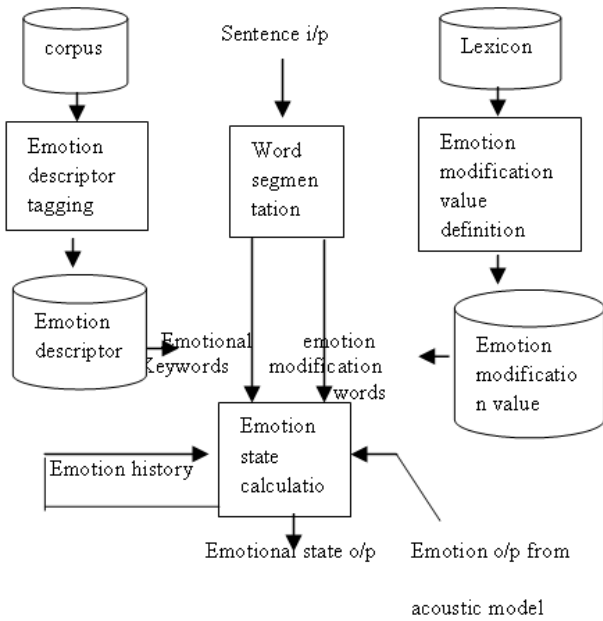 corpus
Sentence i/p
Lexicon
Emotion
descriptor
tagging
Word
segmen
tation
Emotion
modification
value
definition
Emotion
descriptor
Emotional
Keywords
emotion
modification
words
Emotion
modificatio
n value
Emotion history
Emotion
state
calculatio
Emotional state o/p
Emotion o/p from
acoustic model